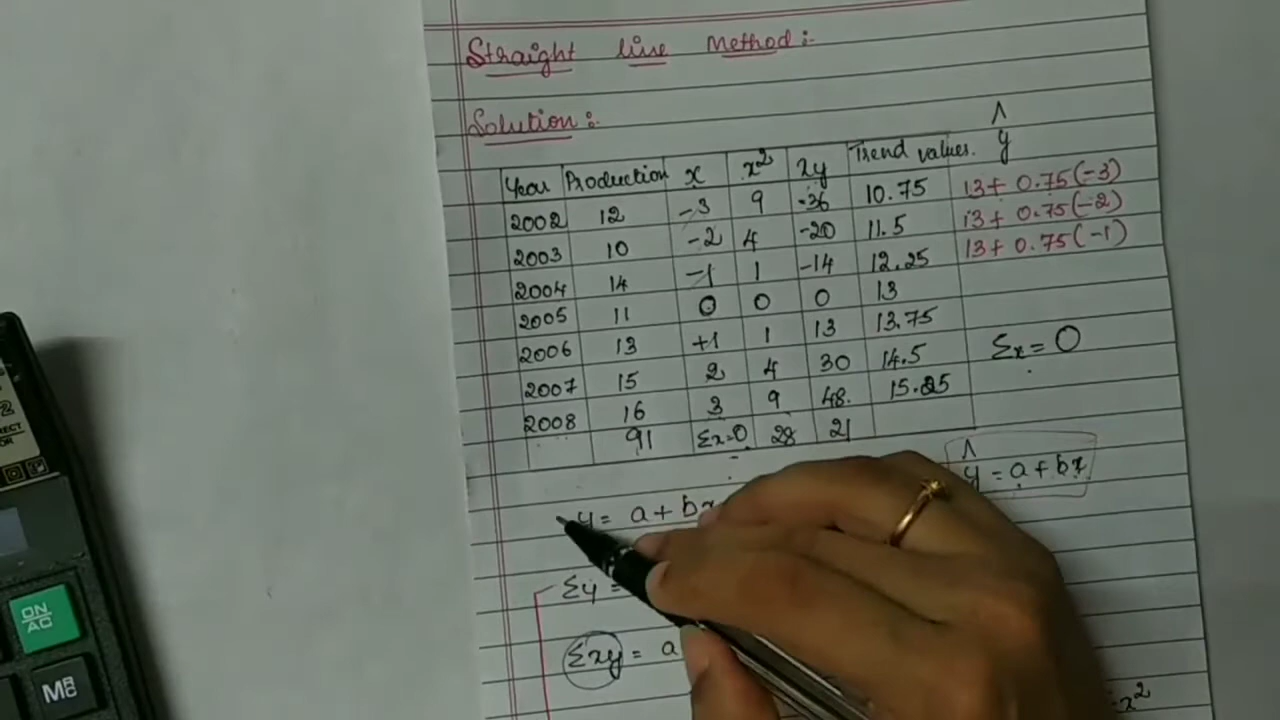 Straight line Method :-
Solution :-
Year Production x x² xy Trend values. ŷ
2002 12 -3 9 -36 10.75 13 + 0.75(-3)
2003 10 -2 4 -20 11.5 13 + 0.75(-2)
2004 14 -1 1 -14 12.25 13 + 0.75(-1)
2005 11 0 0 0 13
2006 13 +1 1 13 13.75 Σx = 0
2007 15 2 4 30 14.5
2008 16 3 9 48. 15.25
91 Σx=0 28 21
ŷ = a + bx
y = a + bx
Σy =
Σxy = a
x²
ON/AC
M